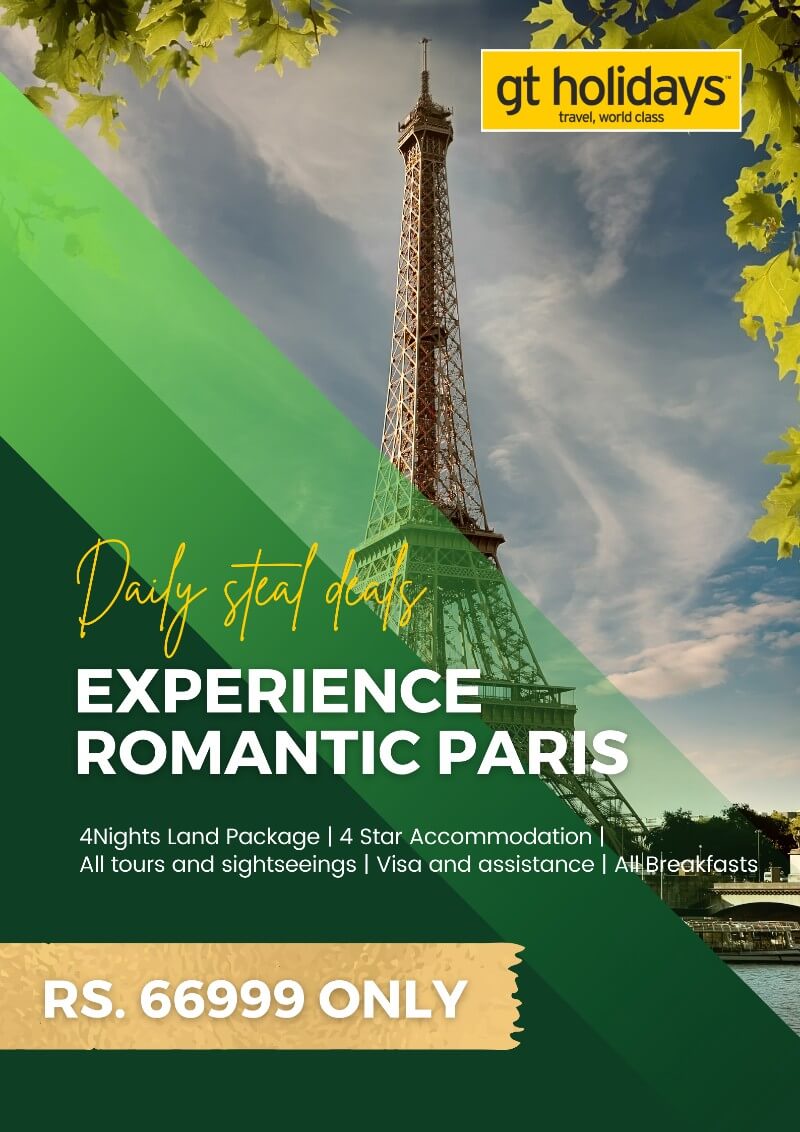 gt holidays™
travel, world class
Daily steal deals
EXPERIENCE
ROMANTIC PARIS
4Nights Land Package | 4 Star Accommodation |
All tours and sightseeings | Visa and assistance | All Breakfasts
RS. 66999 ONLY